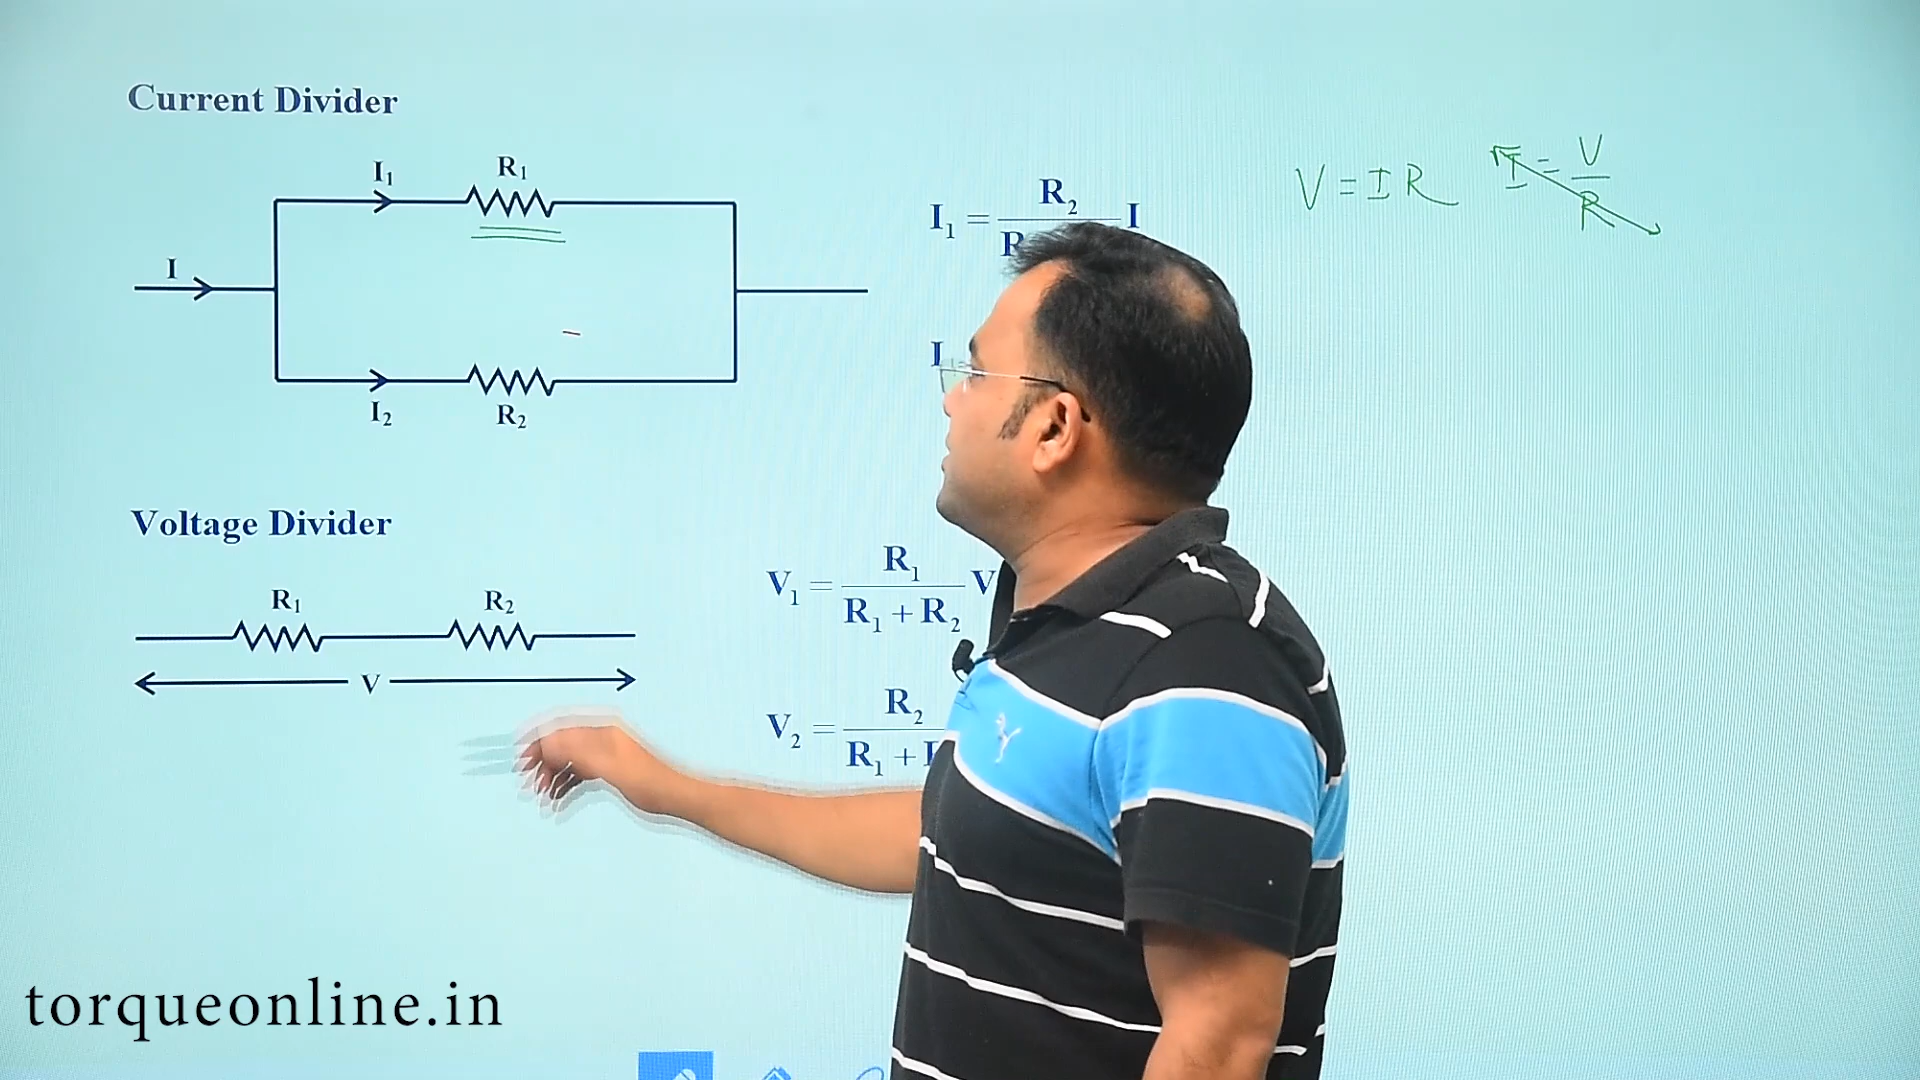 Current Divider
I₁ R₁
I
I₂ R₂
I₁ = R₂ / R I
I
V = I R
I = V / R
Voltage Divider
R₁ R₂
V
V₁ = R₁ / R₁ + R₂ V
V₂ = R₂ / R₁ +
torqueonline.in